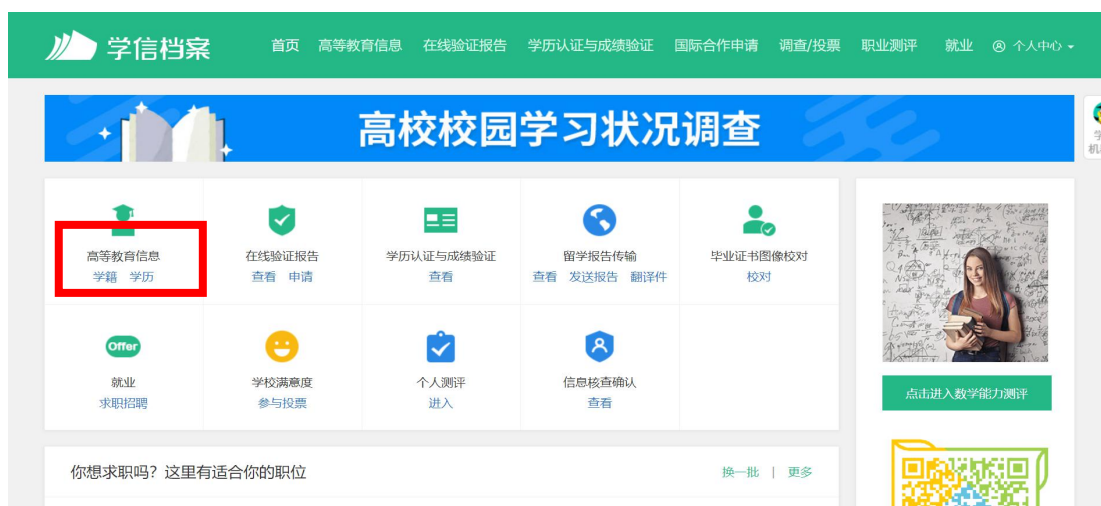 学信档案 首页 高等教育信息 在线验证报告 学历认证与成绩验证 国际合作申请 调查/投票 职业测评 就业 个人中心
高校校园学习状况调查
高等教育信息 在线验证报告 学历认证与成绩验证 留学报告传输 毕业证书图像校对
学籍 学历 查看 申请 查看 查看 发送报告 翻译件 校对
Offer
就业 学校满意度 个人测评 信息核查确认
求职招聘 参与投票 进入 查看
点击进入数学能力测评
你想求职吗？这里有适合你的职位 换一批 | 更多